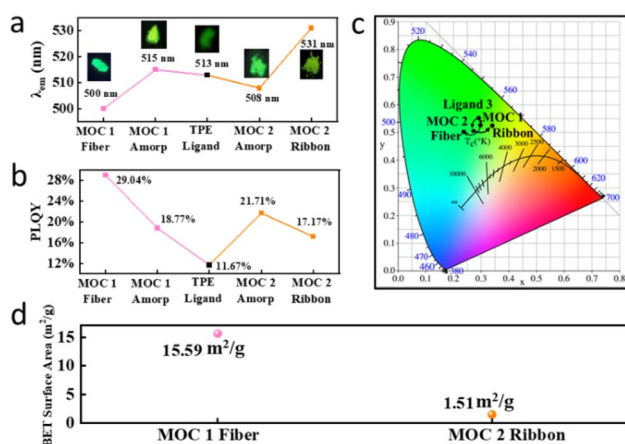 a
λem (nm)
530
520
510
500
500 nm
515 nm
513 nm
508 nm
531 nm
MOC 1 Fiber
MOC 1 Amorp
TPE Ligand
MOC 2 Amorp
MOC 2 Ribbon
b
PLQY
28%
24%
20%
16%
12%
29.04%
18.77%
11.67%
21.71%
17.17%
MOC 1 Fiber
MOC 1 Amorp
TPE Ligand
MOC 2 Amorp
MOC 2 Ribbon
c
y
0.9
0.8
0.7
0.6
0.5
0.4
0.3
0.2
0.1
0.0
0.0 0.1 0.2 0.3 0.4 0.5 0.6 0.7 0.8
x
520
540
560
580
600
620
700
500
490
480
470
460
380
Ligand 3
MOC 2 MOC 1
Fiber Ribbon
Tc(°K)
10000
6000
4000
3000
2500
2000
1500
∞
d
BET Surface Area (m²/g)
15
10
5
0
15.59 m²/g
1.51 m²/g
MOC 1 Fiber
MOC 2 Ribbon